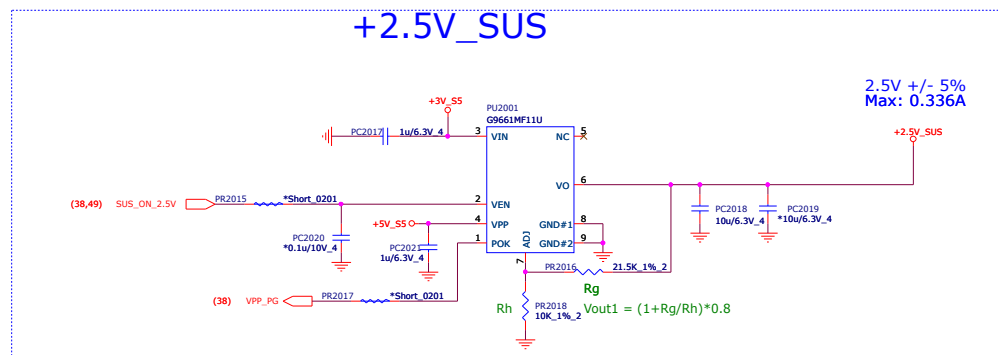 +2.5V_SUS
2.5V +/- 5%
Max: 0.336A
+3V_S5
PU2001
G9661MF11U
+2.5V_SUS
PC2017
1u/6.3V_4
3
VIN
NC
5
VO
6
(38,49)
SUS_ON_2.5V
PR2015
*Short_0201
2
VEN
PC2018
10u/6.3V_4
PC2019
*10u/6.3V_4
+5V_S5
4
VPP
GND#1
8
PC2020
*0.1u/10V_4
PC2021
1u/6.3V_4
1
POK
ADJ
GND#2
9
7
PR2016
21.5K_1%_2
Rg
(38)
VPP_PG
PR2017
*Short_0201
Rh
PR2018
10K_1%_2
Vout1 = (1+Rg/Rh)*0.8